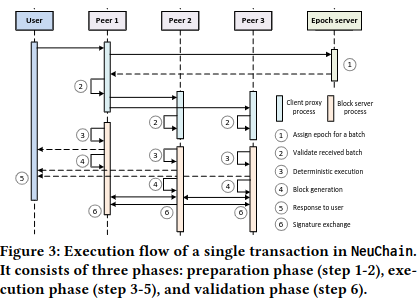 User Peer 1 Peer 2 Peer 3 Epoch server
1
2
2 2
3
3 3
4
4 4
5
6 6 6
Client proxy
process
Block server
process
1 Assign epoch for a batch
2 Validate received batch
3 Deterministic execution
4 Block generation
5 Response to user
6 Signature exchange
Figure 3: Execution flow of a single transaction in NeuChain.
It consists of three phases: preparation phase (step 1-2), exe-
cution phase (step 3-5), and validation phase (step 6).